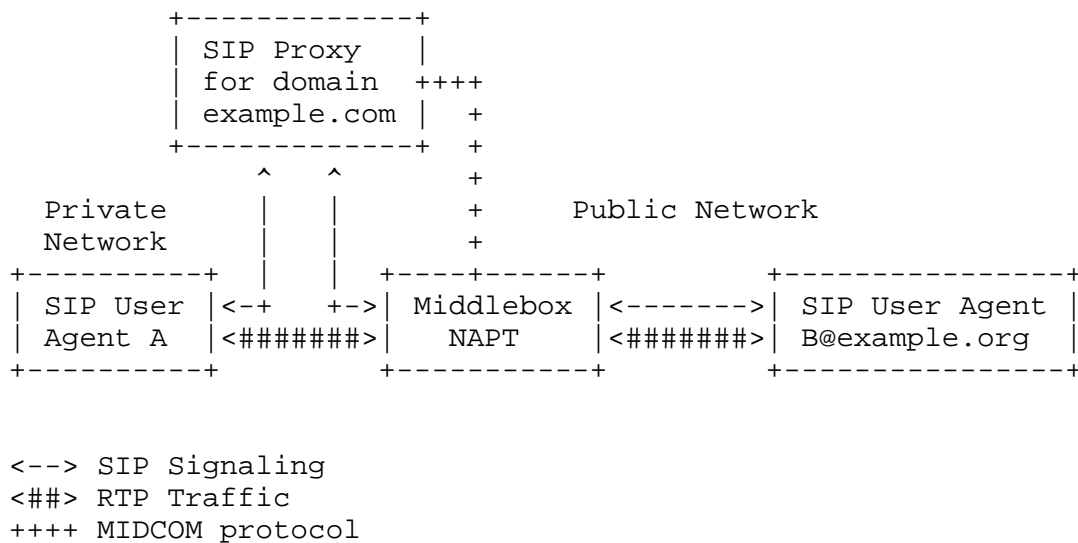 SIP Proxy
for domain ++++
example.com +
+
+
Private + Public Network
Network +
SIP User <-+ +-> Middlebox <-------> SIP User Agent
Agent A <#######> NAPT <#######> B@example.org
<--> SIP Signaling
<##> RTP Traffic
++++ MIDCOM protocol